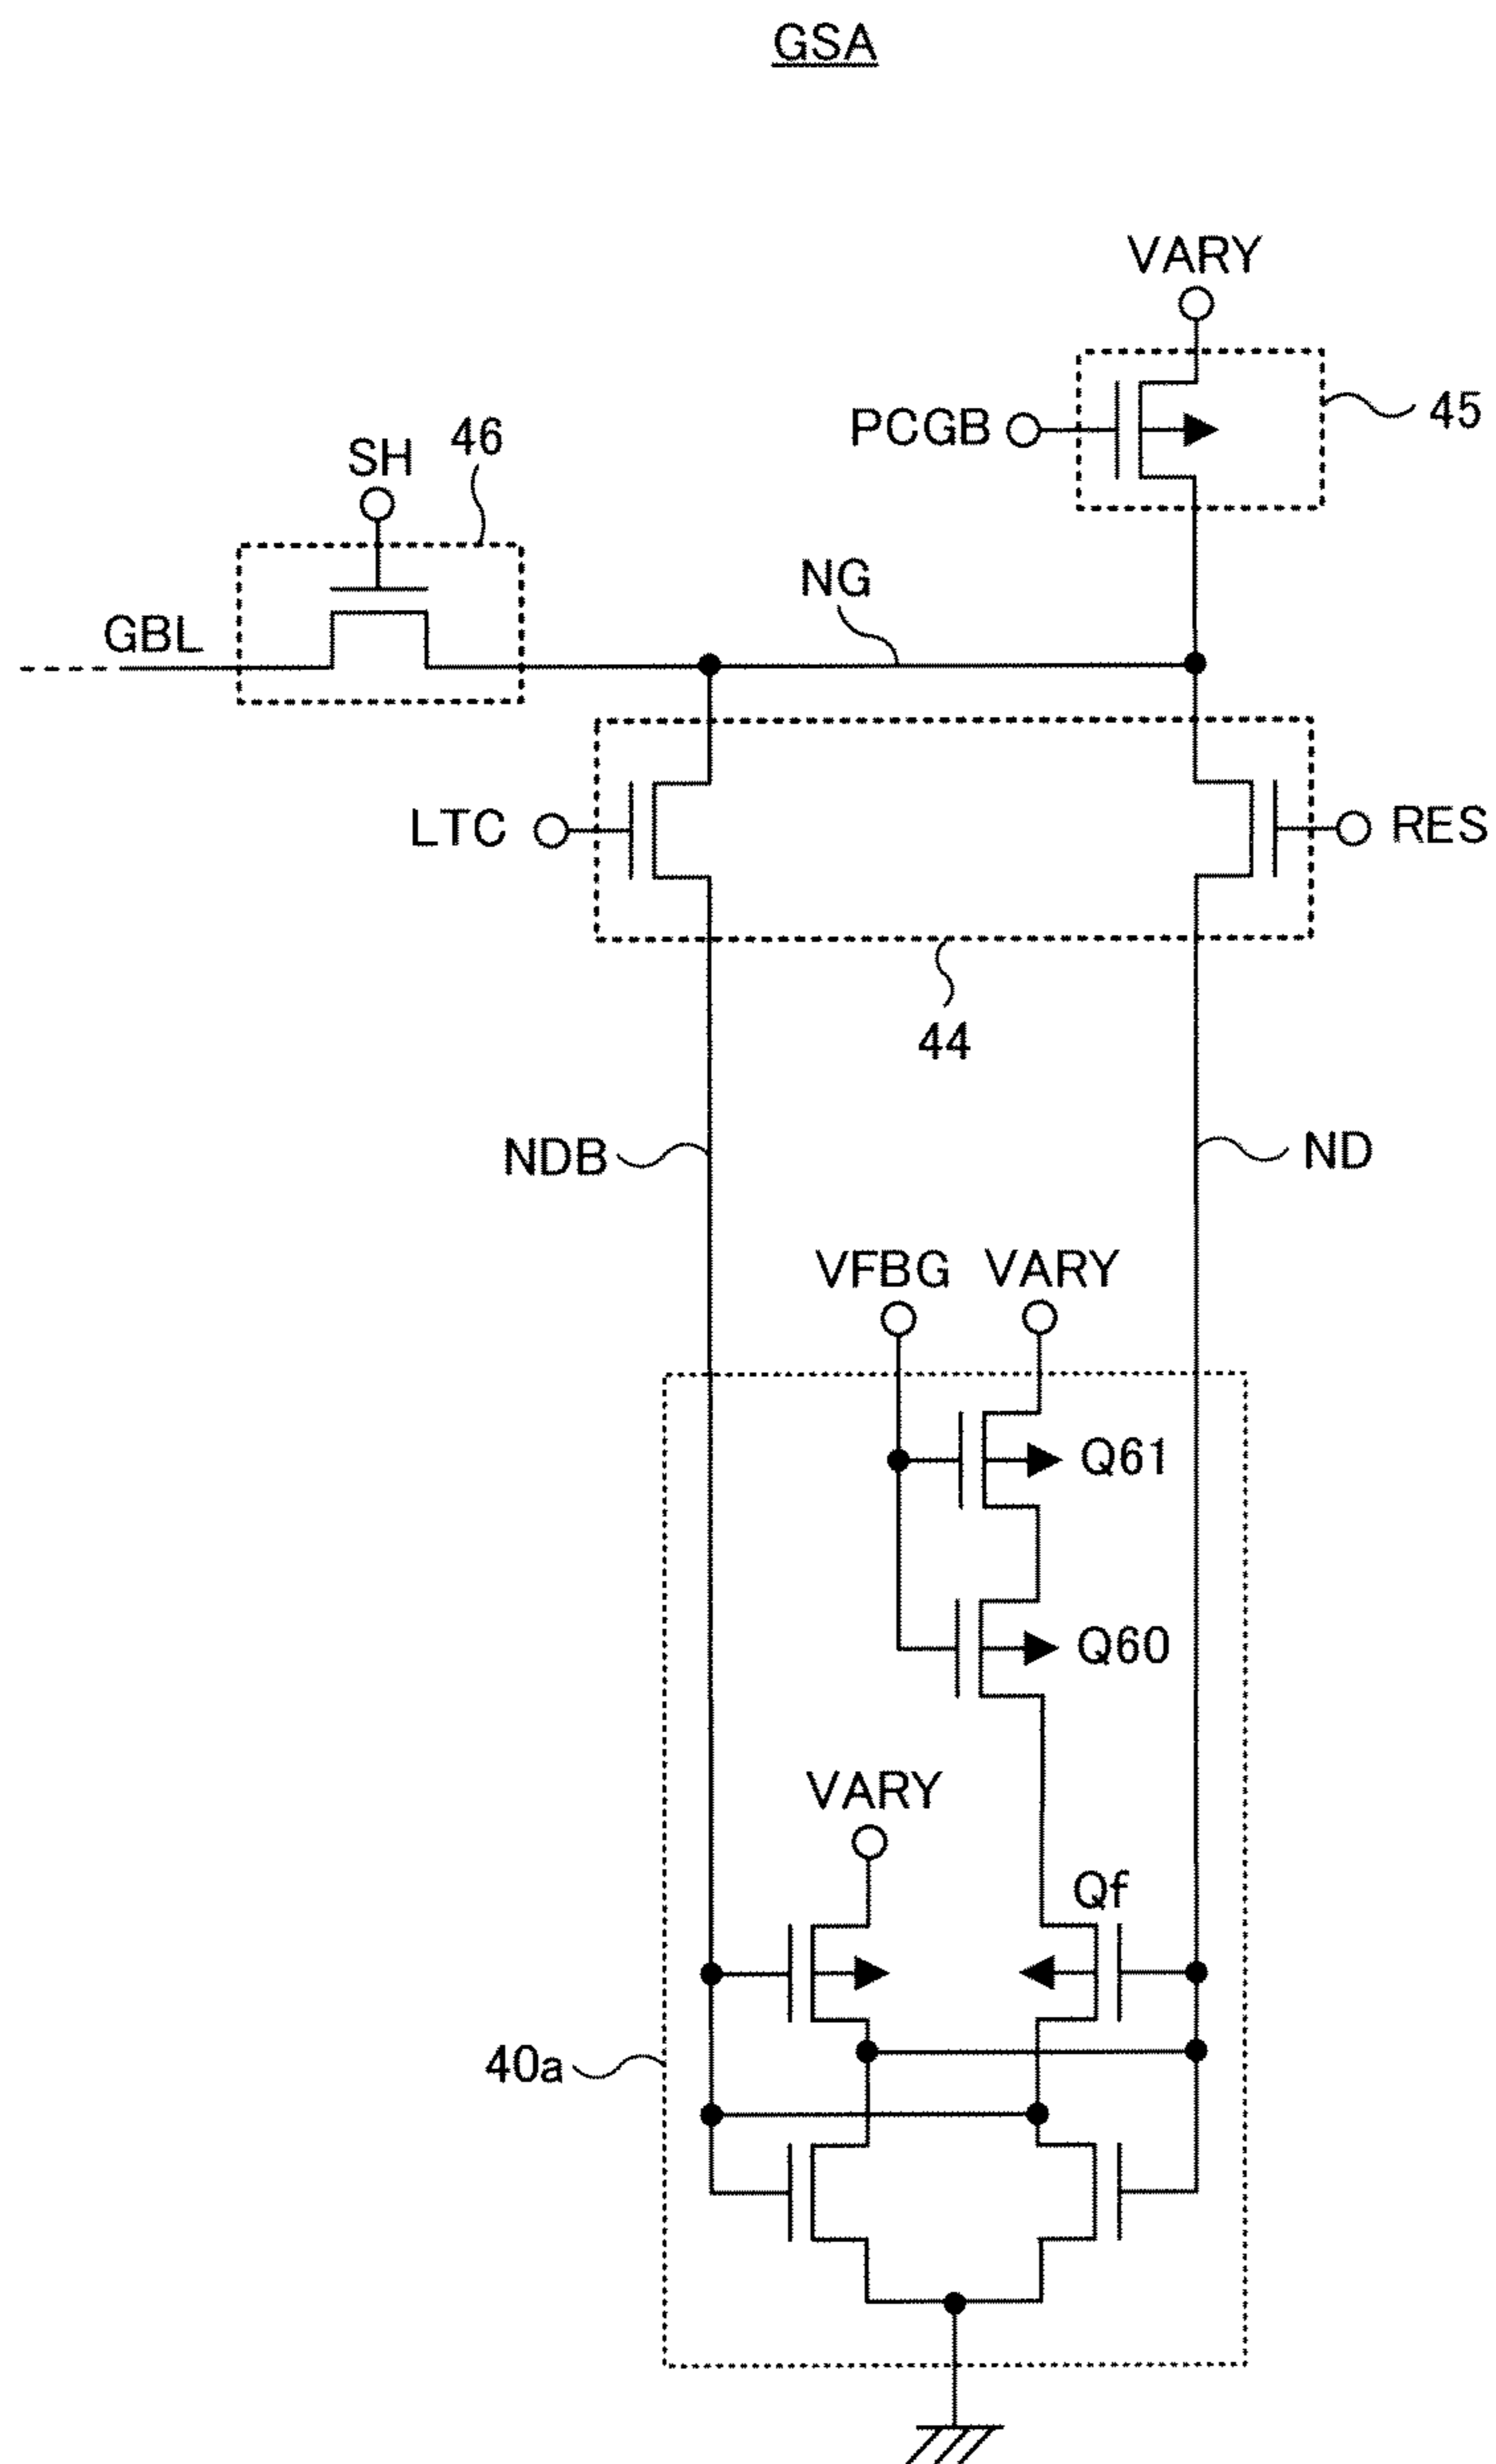 GSA
VARY
PCGB
45
SH
46
GBL
NG
LTC
RES
44
NDB
ND
VFBG
VARY
Q61
Q60
VARY
Qf
40a